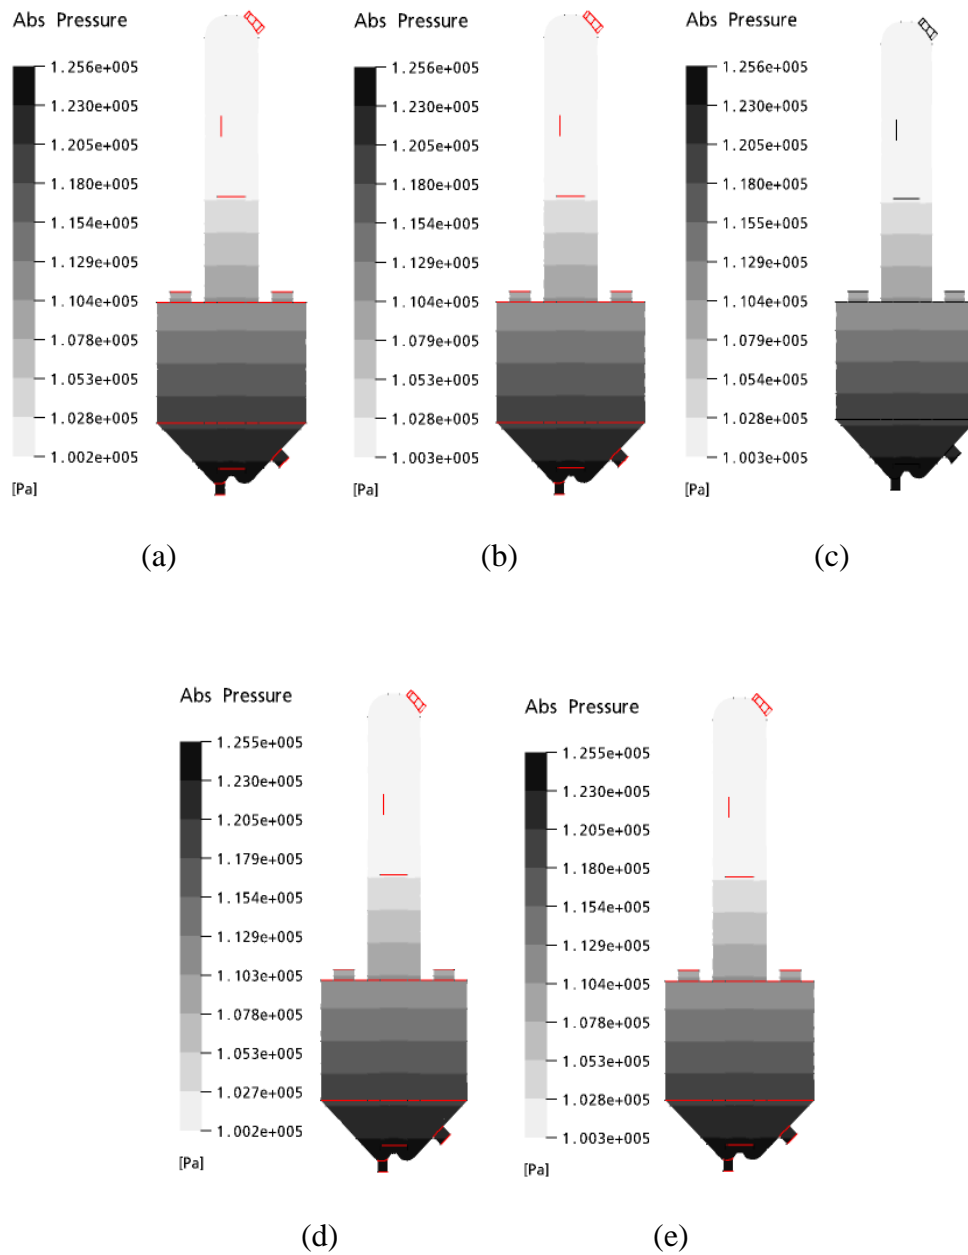 Abs Pressure
1.256e+005
1.230e+005
1.205e+005
1.180e+005
1.154e+005
1.129e+005
1.104e+005
1.078e+005
1.053e+005
1.028e+005
1.002e+005
[Pa]
(a)
Abs Pressure
1.256e+005
1.230e+005
1.205e+005
1.180e+005
1.154e+005
1.129e+005
1.104e+005
1.079e+005
1.053e+005
1.028e+005
1.003e+005
[Pa]
(b)
Abs Pressure
1.256e+005
1.230e+005
1.205e+005
1.180e+005
1.155e+005
1.129e+005
1.104e+005
1.079e+005
1.054e+005
1.028e+005
1.003e+005
[Pa]
(c)
Abs Pressure
1.255e+005
1.230e+005
1.205e+005
1.179e+005
1.154e+005
1.129e+005
1.103e+005
1.078e+005
1.053e+005
1.027e+005
1.002e+005
[Pa]
(d)
Abs Pressure
1.255e+005
1.230e+005
1.205e+005
1.180e+005
1.154e+005
1.129e+005
1.104e+005
1.078e+005
1.053e+005
1.028e+005
1.003e+005
[Pa]
(e)